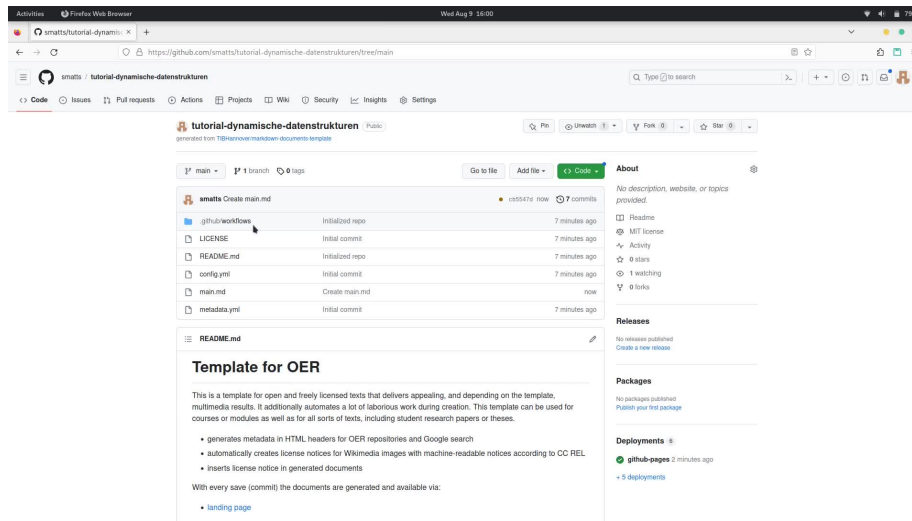 Activities Firefox Web Browser Wed Aug 9 16:00 79
smatts/tutorial-dynamisc × +
https://github.com/smatts/tutorial-dynamische-datenstrukturen/tree/main
smatts / tutorial-dynamische-datenstrukturen Type / to search
Code Issues Pull requests Actions Projects Wiki Security Insights Settings
tutorial-dynamische-datenstrukturen Public Pin Unwatch 1 Fork 0 Star 0
generated from TIBHannover/markdown-documents-template
main 1 branch 0 tags Go to file Add file Code
smatts Create main.md cb5547d now 7 commits
.github/workflows Initialized repo 7 minutes ago
LICENSE Initial commit 7 minutes ago
README.md Initialized repo 7 minutes ago
config.yml Initial commit 7 minutes ago
main.md Create main.md now
metadata.yml Initial commit 7 minutes ago
README.md
Template for OER
This is a template for open and freely licensed texts that delivers appealing, and depending on the template,
multimedia results. It additionally automates a lot of laborious work during creation. This template can be used for
courses or modules as well as for all sorts of texts, including student research papers or theses.
• generates metadata in HTML headers for OER repositories and Google search
• automatically creates license notices for Wikimedia images with machine-readable notices according to CC REL
• inserts license notice in generated documents
With every save (commit) the documents are generated and available via:
• landing page
About
No description, website, or topics
provided.
Readme
MIT license
Activity
0 stars
1 watching
0 forks
Releases
No releases published
Create a new release
Packages
No packages published
Publish your first package
Deployments 6
github-pages 2 minutes ago
+ 5 deployments